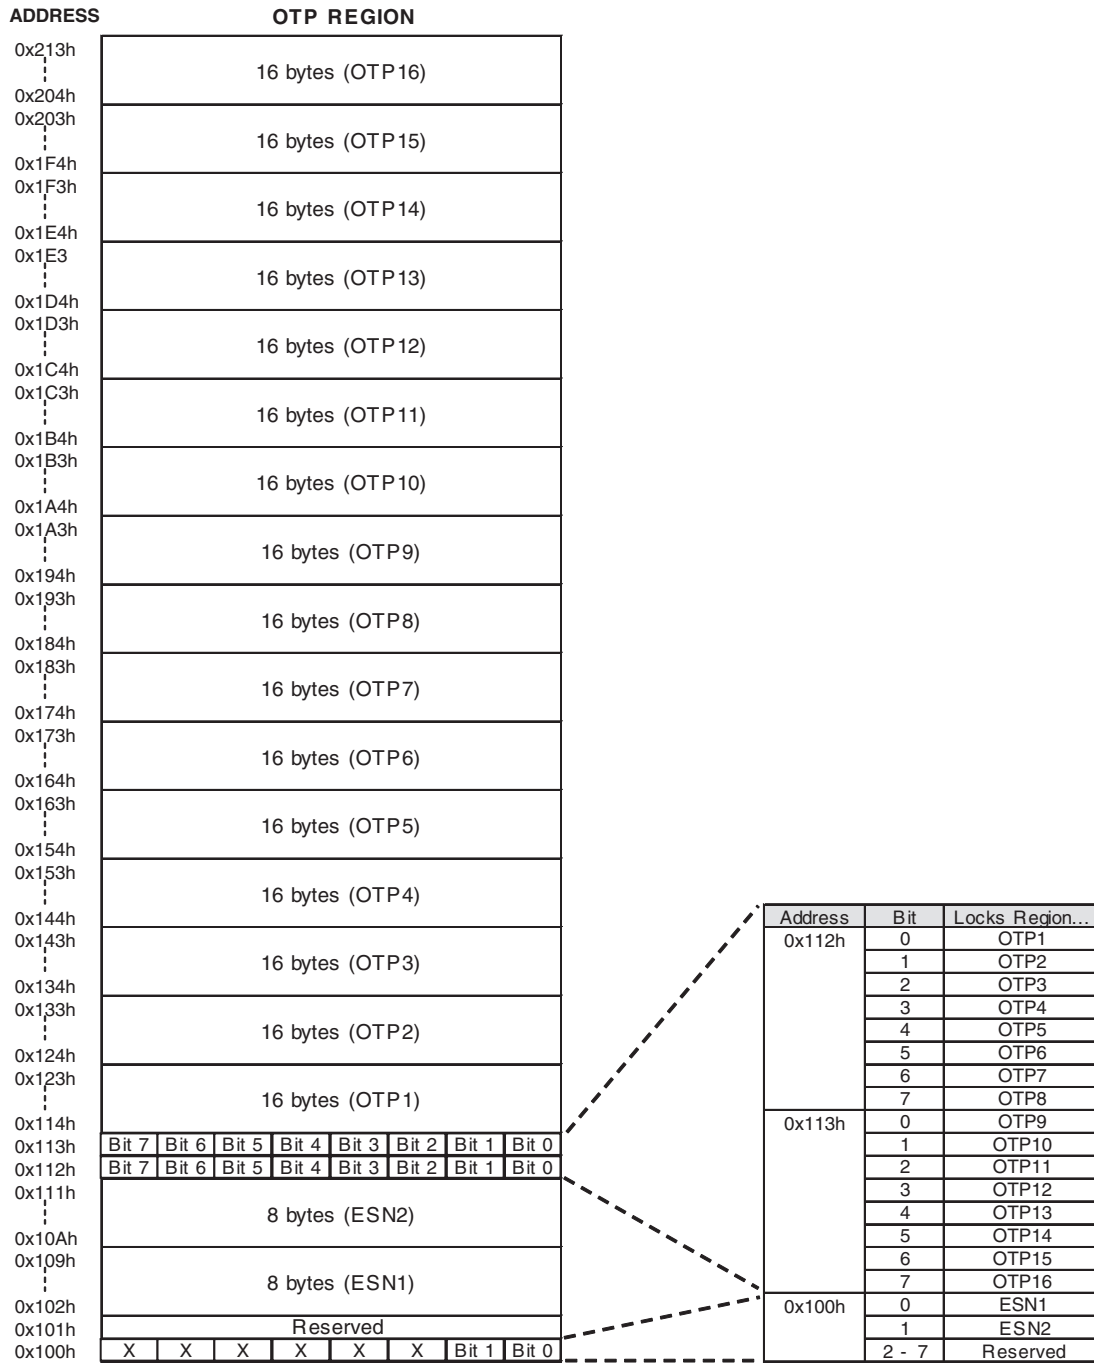 ADDRESS OTP REGION
0x213h
16 bytes (OTP16)
0x204h
0x203h
16 bytes (OTP15)
0x1F4h
0x1F3h
16 bytes (OTP14)
0x1E4h
0x1E3
16 bytes (OTP13)
0x1D4h
0x1D3h
16 bytes (OTP12)
0x1C4h
0x1C3h
16 bytes (OTP11)
0x1B4h
0x1B3h
16 bytes (OTP10)
0x1A4h
0x1A3h
16 bytes (OTP9)
0x194h
0x193h
16 bytes (OTP8)
0x184h
0x183h
16 bytes (OTP7)
0x174h
0x173h
16 bytes (OTP6)
0x164h
0x163h
16 bytes (OTP5)
0x154h
0x153h
16 bytes (OTP4)
0x144h
0x143h
16 bytes (OTP3)
0x134h
0x133h
16 bytes (OTP2)
0x124h
0x123h
16 bytes (OTP1)
0x114h
0x113h Bit 7 Bit 6 Bit 5 Bit 4 Bit 3 Bit 2 Bit 1 Bit 0
0x112h Bit 7 Bit 6 Bit 5 Bit 4 Bit 3 Bit 2 Bit 1 Bit 0
0x111h
8 bytes (ESN2)
0x10Ah
0x109h
8 bytes (ESN1)
0x102h
0x101h Reserved
0x100h X X X X X X Bit 1 Bit 0
Address Bit Locks Region...
0x112h 0 OTP1
1 OTP2
2 OTP3
3 OTP4
4 OTP5
5 OTP6
6 OTP7
7 OTP8
0x113h 0 OTP9
1 OTP10
2 OTP11
3 OTP12
4 OTP13
5 OTP14
6 OTP15
7 OTP16
0x100h 0 ESN1
1 ESN2
2 - 7 Reserved